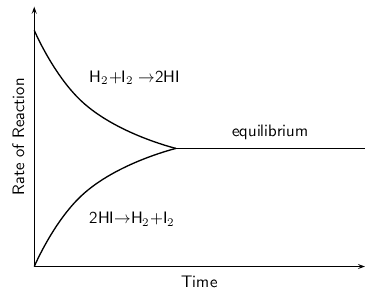 H₂+I₂ →2HI
equilibrium
Rate of Reaction
2HI→H₂+I₂
Time